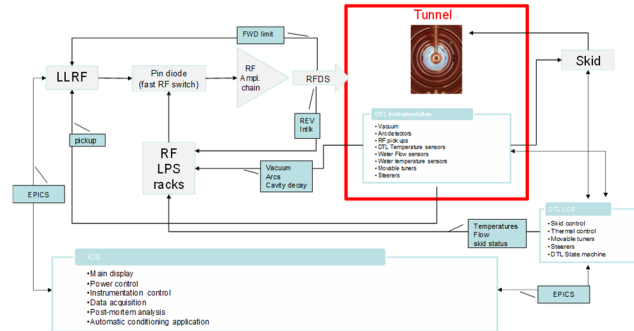 Tunnel
FWD limit
LLRF
Pin diode
(fast RF switch)
RF
Ampl.
chain
RFDS
Skid
pickup
REV
Intlk
DTL Instrumentation
• Vacuum
• Arcdetectors
• RF pick ups
• DTL Temperature sensors
• Water Flow sensors
• Water temperature sensors
• Movable tuners
• Steerers
RF
LPS
racks
Vacuum
Arcs
Cavity decay
EPICS
Temperatures
Flow
skid status
DTL LCS
• Skid control
• Thermal control
• Movable tuners
• Steerers
• DTL State machine
ICS
• Main display
• Power control
• Instrumentation control
• Data acquisition
• Post-mortem analysis
• Automatic conditioning application
EPICS